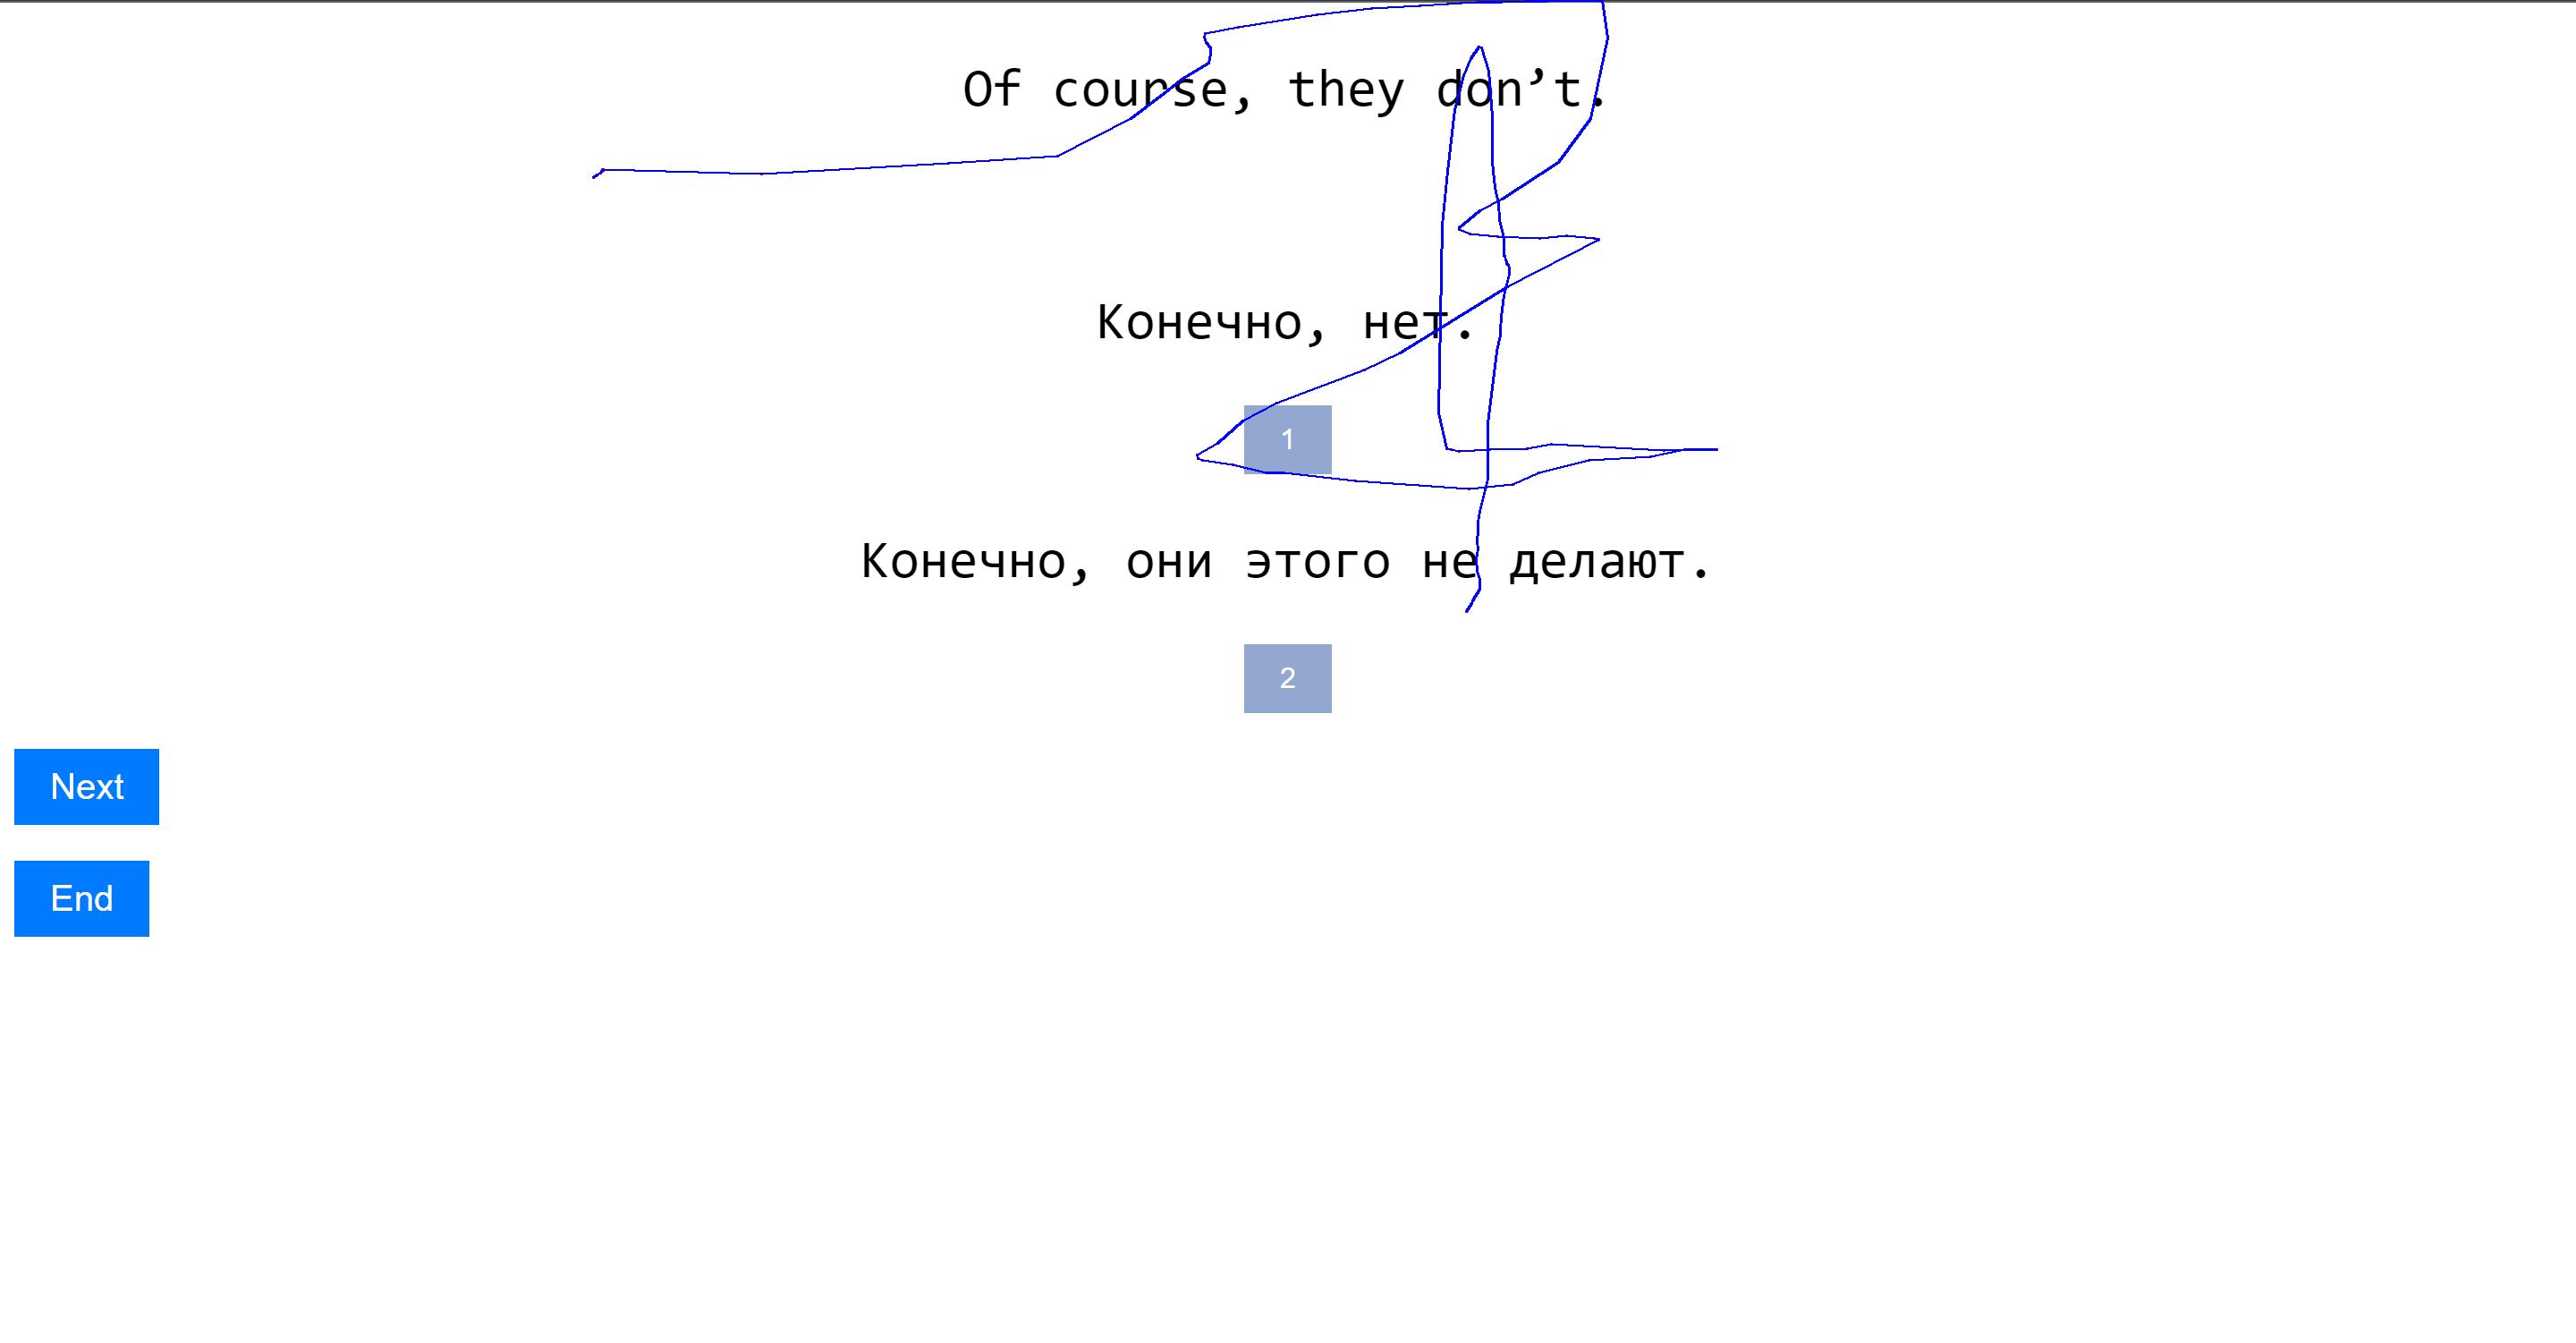 Of course, they don’t.
Конечно, нет.
1
Конечно, они этого не делают.
2
Next
End